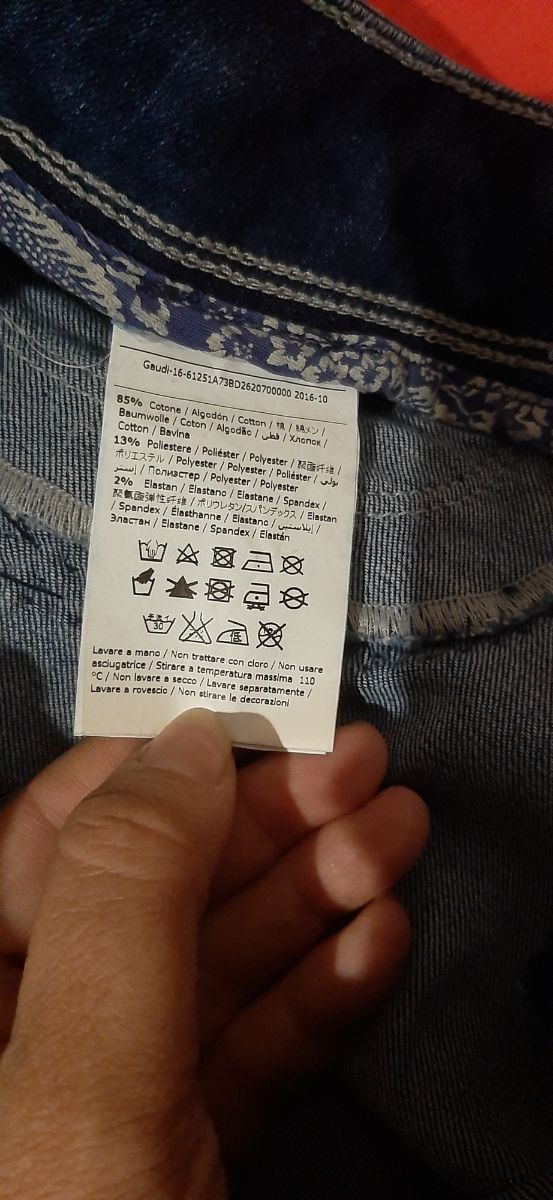 Gaudi-16-61251A73BD2620700000 2016-10
85% Cotone / Algodón / Cotton / 棉 / 綿メン /
Baumwolle / Coton / Algodão / قطن / Хлопок /
Cotton / Bavina
13% Poliestere / Poliéster / Polyester / 聚酯纤维 /
ポリエステル / Polyester / Polyester / Poliéster / بولي
إستر / Полиэстер / Polyester / Polyester
2% Elastan / Elastano / Elastane / Spandex /
聚氨酯弹性纤维 / ポリウレタン/スパンデックス / Elastan
/ Spandex / Élasthanne / Elastano / إيلاستين /
Эластан / Elastane / Spandex / Elastán
30
低
Lavare a mano / Non trattare con cloro / Non usare
asciugatrice / Stirare a temperatura massima 110
°C / Non lavare a secco / Lavare separatamente /
Lavare a rovescio / Non stirare le decorazioni